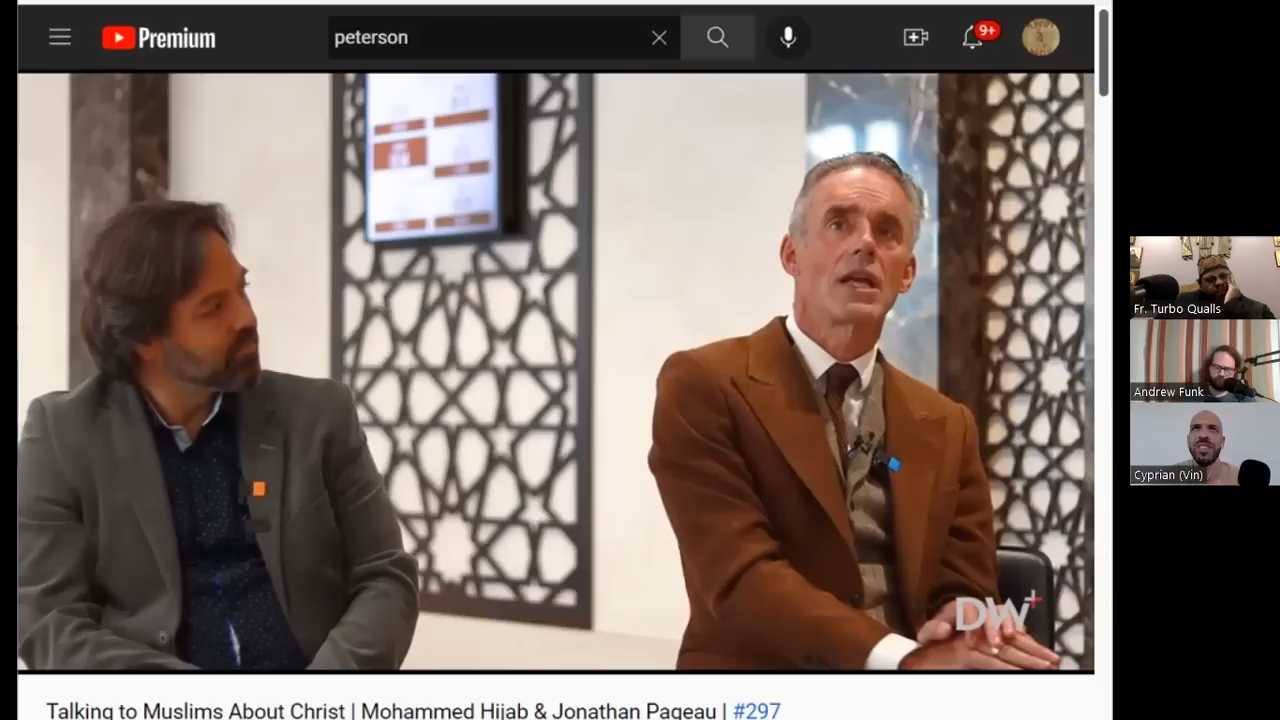 Premium
peterson
9+
DW+
Fr. Turbo Qualls
Andrew Funk
Cyprian (Vin)
Talking to Muslims About Christ | Mohammed Hijab & Jonathan Pageau | #297